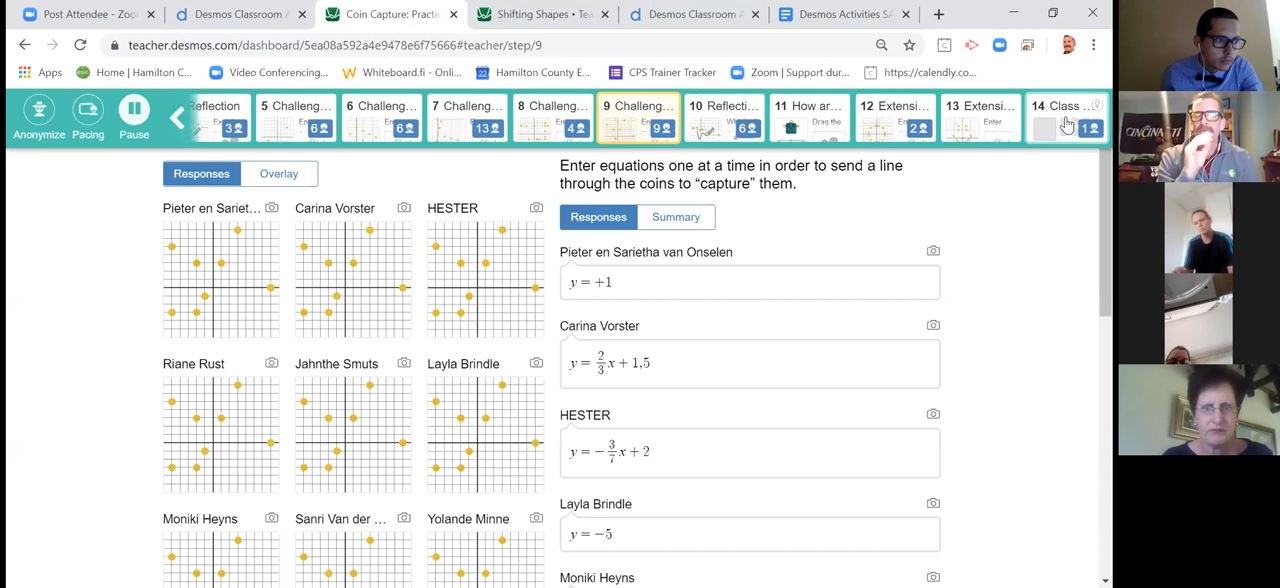 Post Attendee - Zoo
Desmos Classroom A
Coin Capture: Practic
Shifting Shapes • Tea
Desmos Classroom A
Desmos Activities SA
teacher.desmos.com/dashboard/5ea08a592a4e9478e6f75666#teacher/step/9
Apps
Home | Hamilton C...
Video Conferencing...
Whiteboard.fi - Onli...
Hamilton County E...
CPS Trainer Tracker
Zoom | Support dur...
https://calendly.co...
Anonymize
Pacing
Pause
eflection
3
5 Challeng...
6
6 Challeng...
6
7 Challeng...
13
8 Challeng...
4
9 Challeng...
9
10 Reflecti...
6
11 How ar...
Drag the
12 Extensi...
2
13 Extensi...
Enter
14 Class ...
1
Responses
Overlay
Pieter en Sariet...
Carina Vorster
HESTER
Riane Rust
Jahnthe Smuts
Layla Brindle
Moniki Heyns
Sanri Van der ...
Yolande Minne
Enter equations one at a time in order to send a line
through the coins to “capture” them.
Responses
Summary
Pieter en Sarietha van Onselen
y = +1
Carina Vorster
y = 2/3 x + 1,5
HESTER
y = − 3/7 x + 2
Layla Brindle
y = −5
Moniki Heyns
CINCINNATI